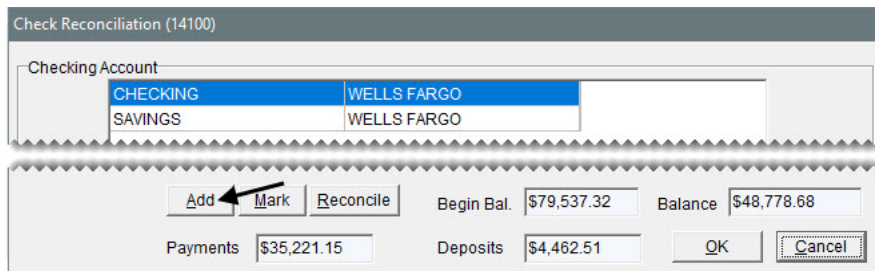 Check Reconciliation (14100)
Checking Account
CHECKING WELLS FARGO
SAVINGS WELLS FARGO
Add Mark Reconcile Begin Bal. $79,537.32 Balance $48,778.68
Payments $35,221.15 Deposits $4,462.51 OK Cancel